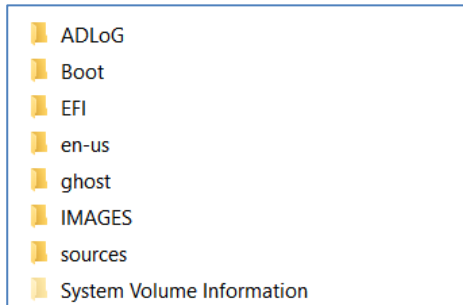 ADLoG
Boot
EFI
en-us
ghost
IMAGES
sources
System Volume Information